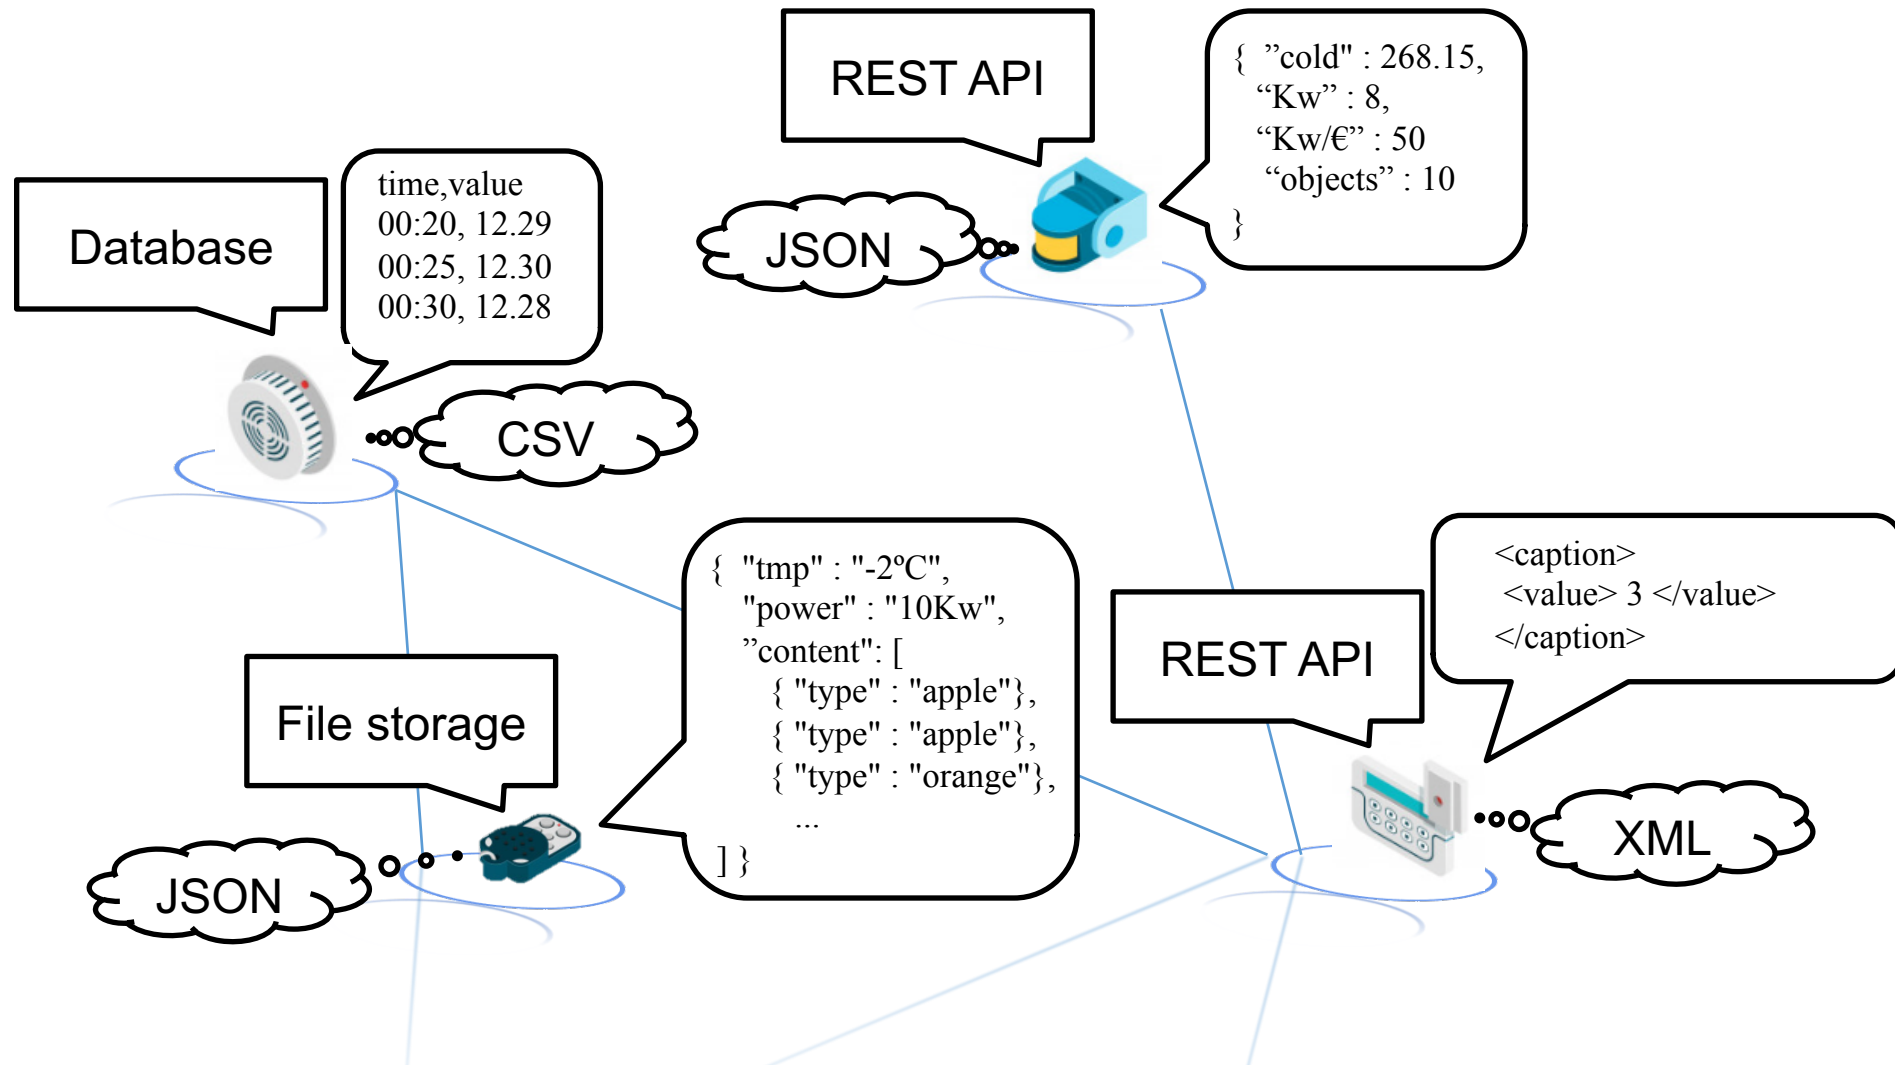 REST API
{ ”cold" : 268.15,
“Kw” : 8,
“Kw/€” : 50
“objects” : 10
}
JSON
Database
time,value
00:20, 12.29
00:25, 12.30
00:30, 12.28
CSV
File storage
{ "tmp" : "-2ºC",
"power" : "10Kw",
”content": [
{ "type" : "apple"},
{ "type" : "apple"},
{ "type" : "orange"},
...
] }
JSON
REST API
<caption>
<value> 3 </value>
</caption>
XML